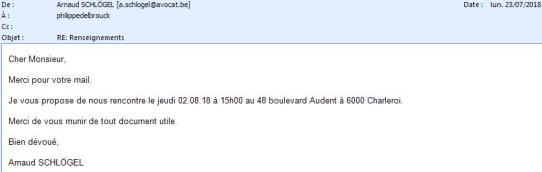 De : Arnaud SCHLÖGEL [a.schlogel@avocat.be] Date : lun. 23/07/2018
À : philippedelbrouck
Cc :
Objet : RE: Renseignements
Cher Monsieur,
Merci pour votre mail.
Je vous propose de nous rencontre le jeudi 02.08.18 à 15h00 au 48 boulevard Audent à 6000 Charleroi.
Merci de vous munir de tout document utile.
Bien dévoué,
Arnaud SCHLÖGEL